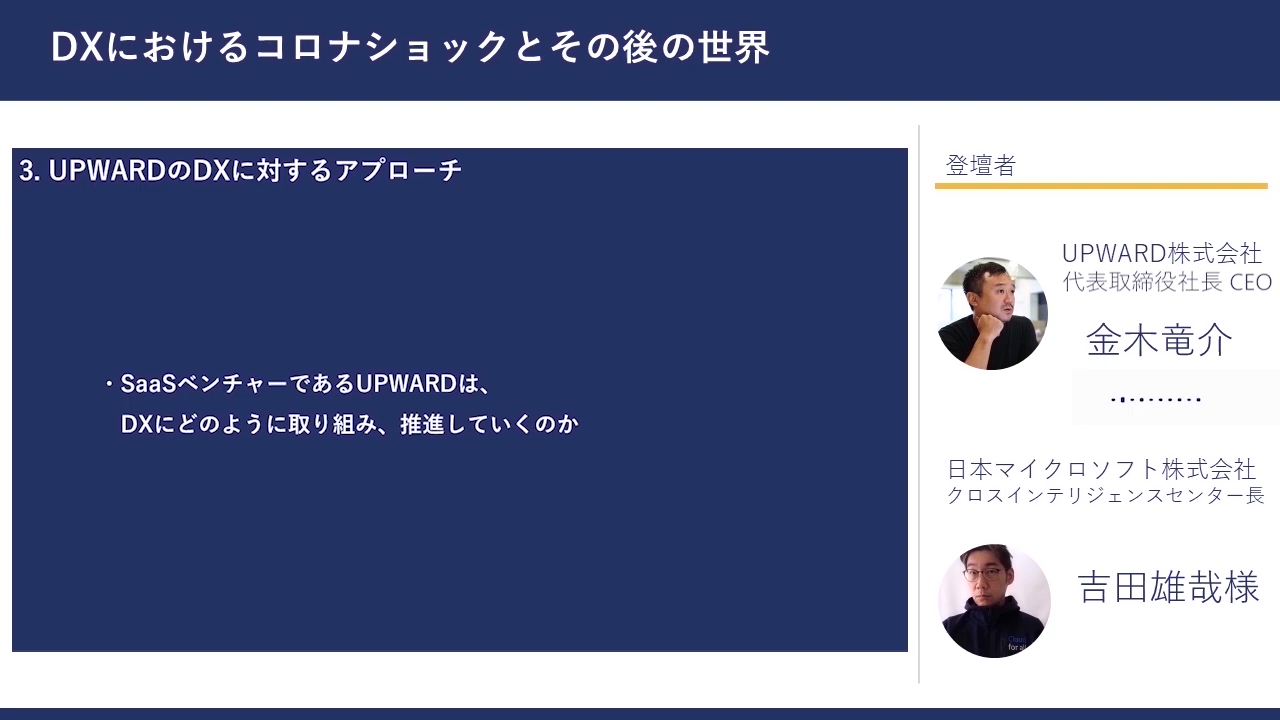 DXにおけるコロナショックとその後の世界
3. UPWARDのDXに対するアプローチ
・SaaSベンチャーであるUPWARDは、
DXにどのように取り組み、推進していくのか
登壇者
UPWARD株式会社
代表取締役社長 CEO
金木竜介
日本マイクロソフト株式会社
クロスインテリジェンスセンター長
吉田雄哉様
Cloud
for all